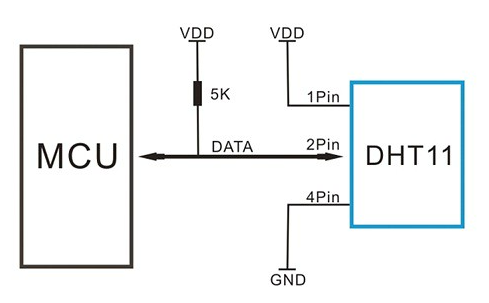 VDD
VDD
5K
1Pin
MCU
DATA
2Pin
DHT11
4Pin
GND